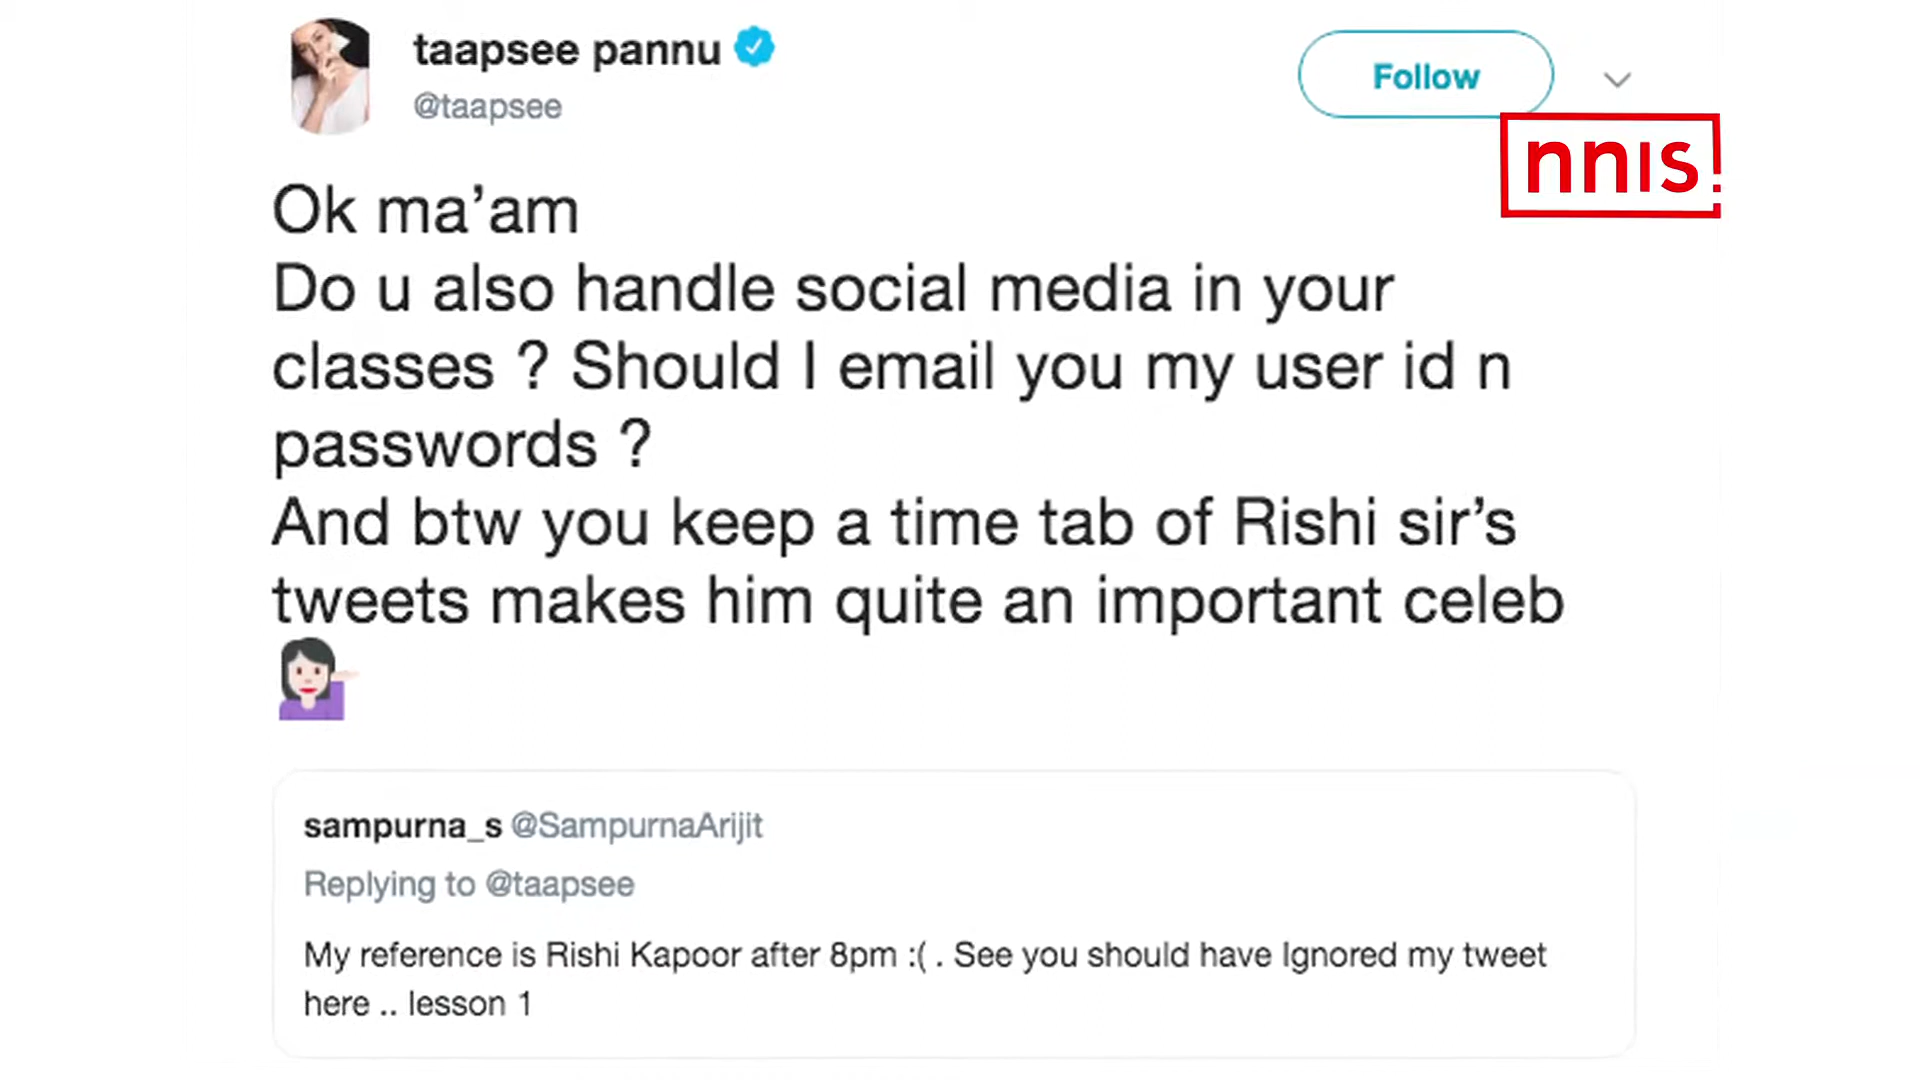 taapsee pannu
@taapsee
Follow
nnis!
Ok ma’am
Do u also handle social media in your
classes ? Should I email you my user id n
passwords ?
And btw you keep a time tab of Rishi sir’s
tweets makes him quite an important celeb
sampurna_s @SampurnaArijit
Replying to @taapsee
My reference is Rishi Kapoor after 8pm :( . See you should have Ignored my tweet
here .. lesson 1